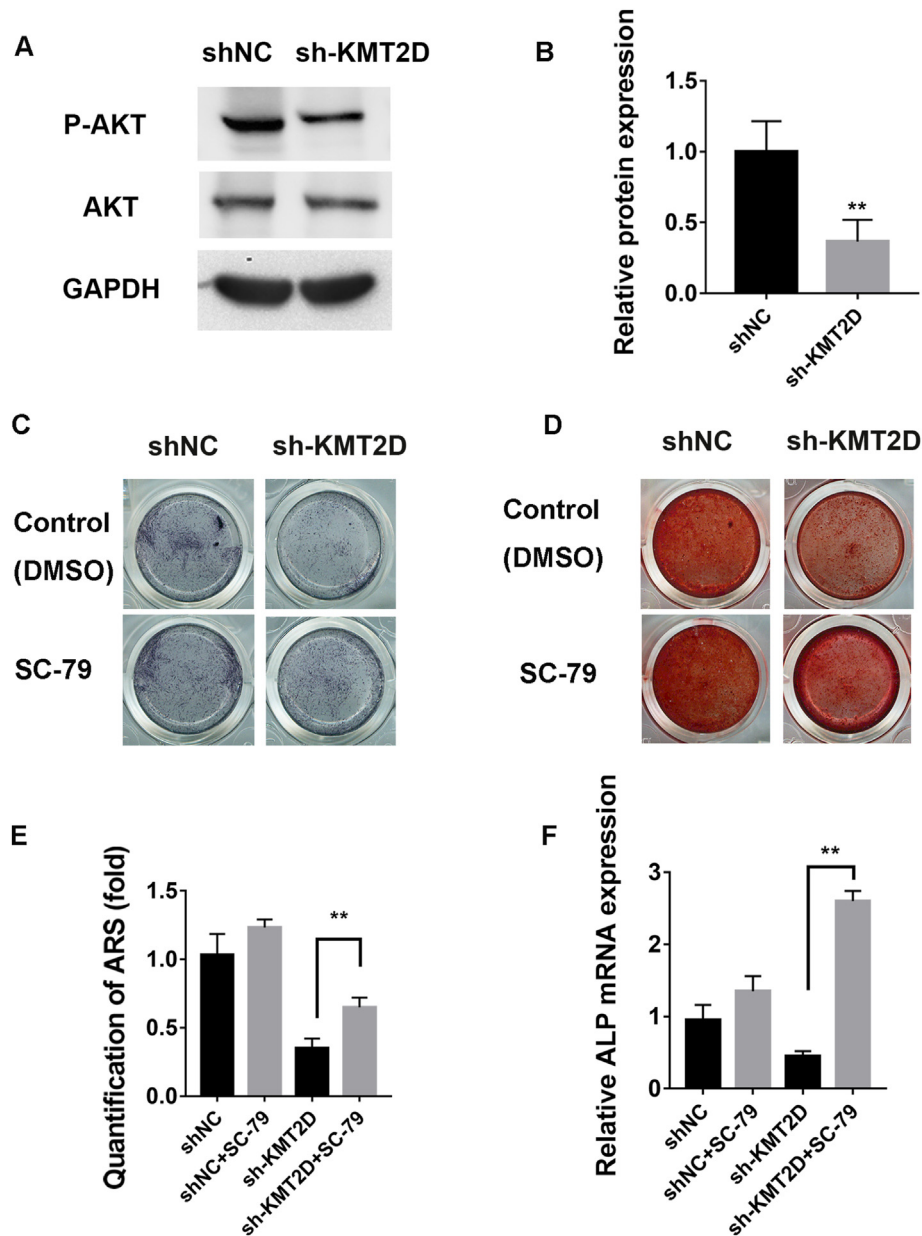 A
shNC sh-KMT2D
P-AKT
AKT
GAPDH
B
Relative protein expression
1.5
1.0
0.5
0.0
**
shNC
sh-KMT2D
C
shNC sh-KMT2D
Control
(DMSO)
SC-79
D
shNC sh-KMT2D
Control
(DMSO)
SC-79
E
Quantification of ARS (fold)
1.5
1.0
0.5
0.0
**
shNC
shNC+SC-79
sh-KMT2D
sh-KMT2D+SC-79
F
Relative ALP mRNA expression
3
2
1
0
**
shNC
shNC+SC-79
sh-KMT2D
sh-KMT2D+SC-79